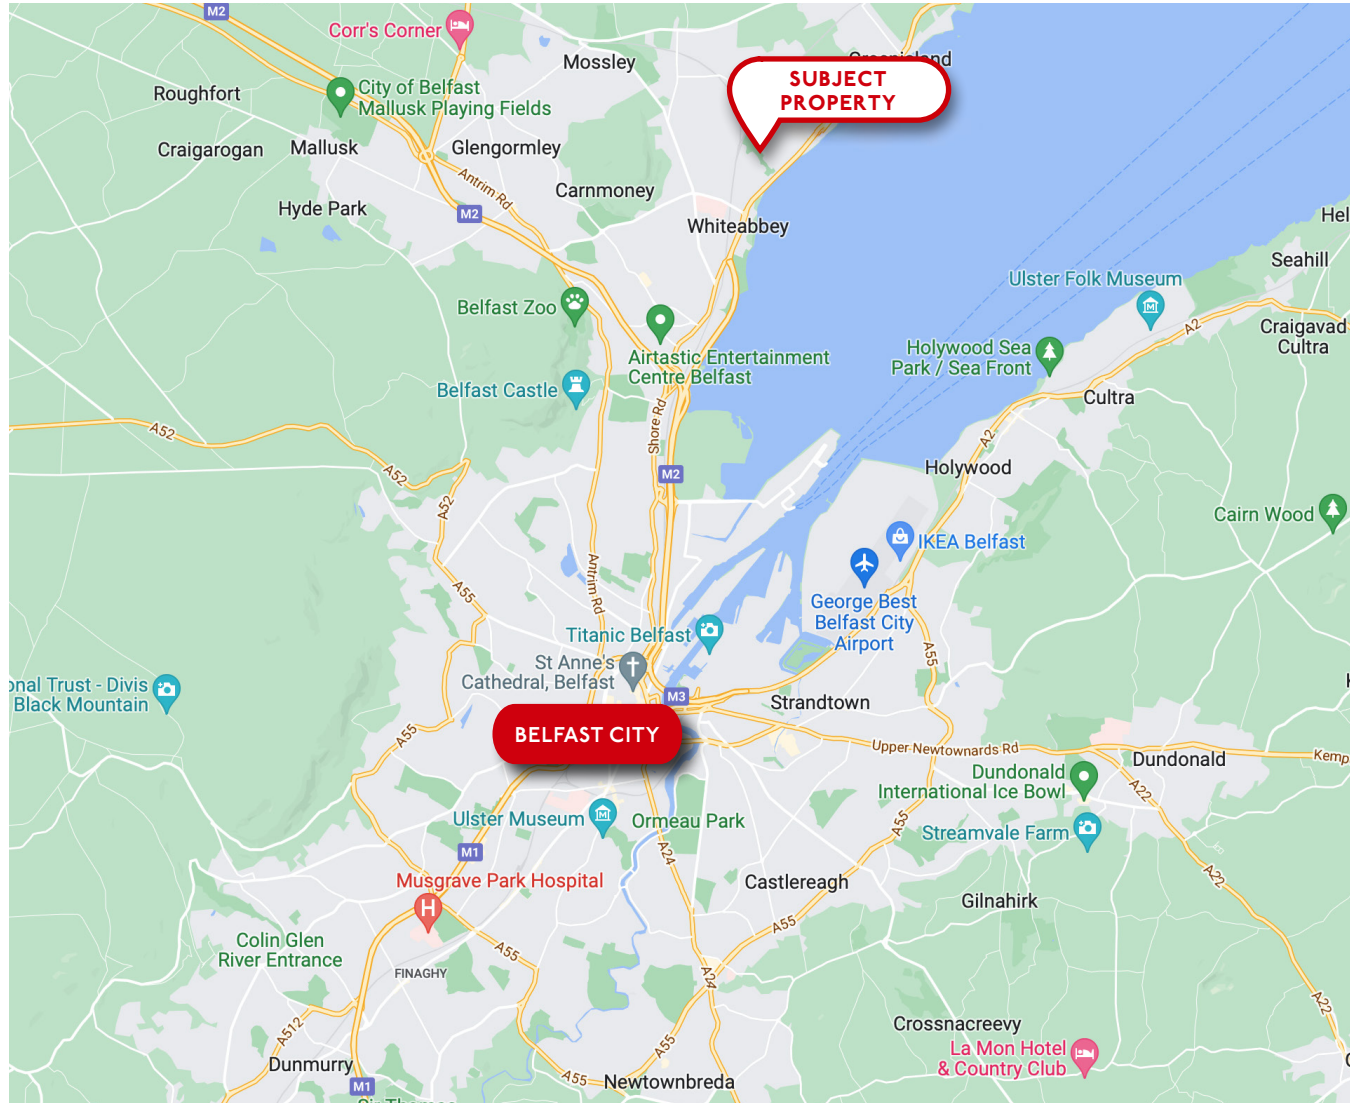 M2
Corr's Corner
Mossley
Greenisland
SUBJECT
PROPERTY
City of Belfast
Mallusk Playing Fields
Roughfort
Craigarogan
Mallusk
Glengormley
Antrim Rd
Carnmoney
Hyde Park
M2
Whiteabbey
Hel
Seahill
Ulster Folk Museum
Belfast Zoo
A2
Craigavad
Cultra
Airtastic Entertainment
Centre Belfast
Holywood Sea
Park / Sea Front
Belfast Castle
Cultra
Shore Rd
A52
A2
A52
M2
Holywood
A52
Cairn Wood
IKEA Belfast
Antrim Rd
A55
George Best
Belfast City
Airport
Titanic Belfast
A55
St Anne's
Cathedral, Belfast
onal Trust - Divis
Black Mountain
M3
Strandtown
A55
BELFAST CITY
Upper Newtownards Rd
Kemp
Dundonald
Dundonald
International Ice Bowl
A22
Ulster Museum
Ormeau Park
A55
Streamvale Farm
M1
A24
A22
Musgrave Park Hospital
Castlereagh
Gilnahirk
A55
Colin Glen
River Entrance
A55
FINAGHY
A24
A22
A512
Crossnacreevy
La Mon Hotel
& Country Club
A55
Dunmurry
A55
Newtownbreda
M1
Sir Thomas